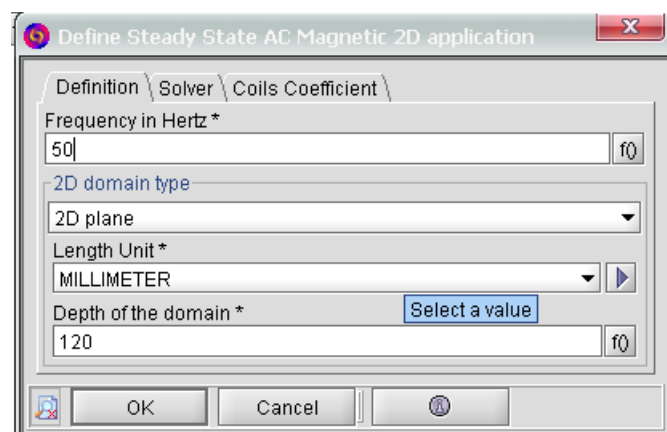 Define Steady State AC Magnetic 2D application
Definition Solver Coils Coefficient
Frequency in Hertz *
50 f()
2D domain type
2D plane
Length Unit *
MILLIMETER
Select a value
Depth of the domain *
120 f()
OK Cancel